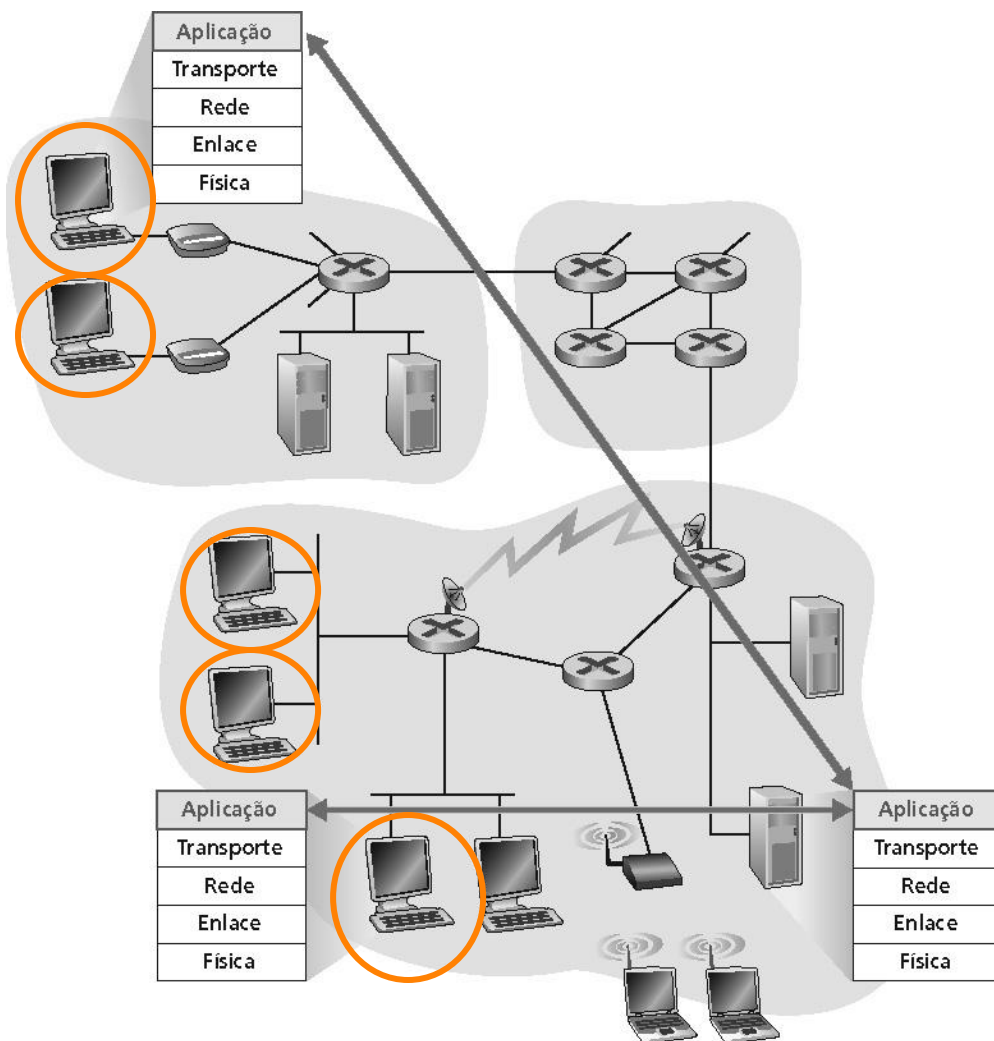 Aplicação
Transporte
Rede
Enlace
Física
Aplicação
Transporte
Rede
Enlace
Física
Aplicação
Transporte
Rede
Enlace
Física